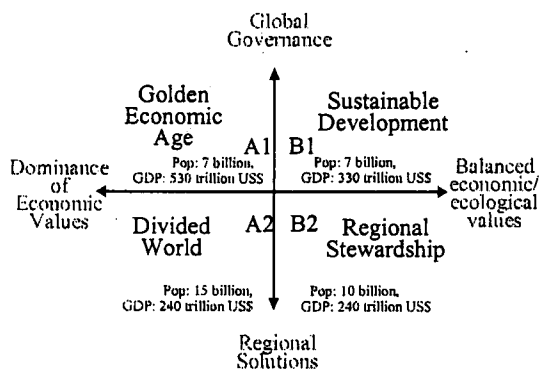 Global
Governance
Golden
Economic
Age
A1
Pop: 7 billion,
GDP: 530 trillion US$
B1
Sustainable
Development
Pop: 7 billion,
GDP: 330 trillion US$
Dominance
of
Economic
Values
Balanced
economic/
ecological
values
Divided
World
A2
Pop: 15 billion,
GDP: 240 trillion US$
B2
Regional
Stewardship
Pop: 10 billion,
GDP: 240 trillion US$
Regional
Solutions